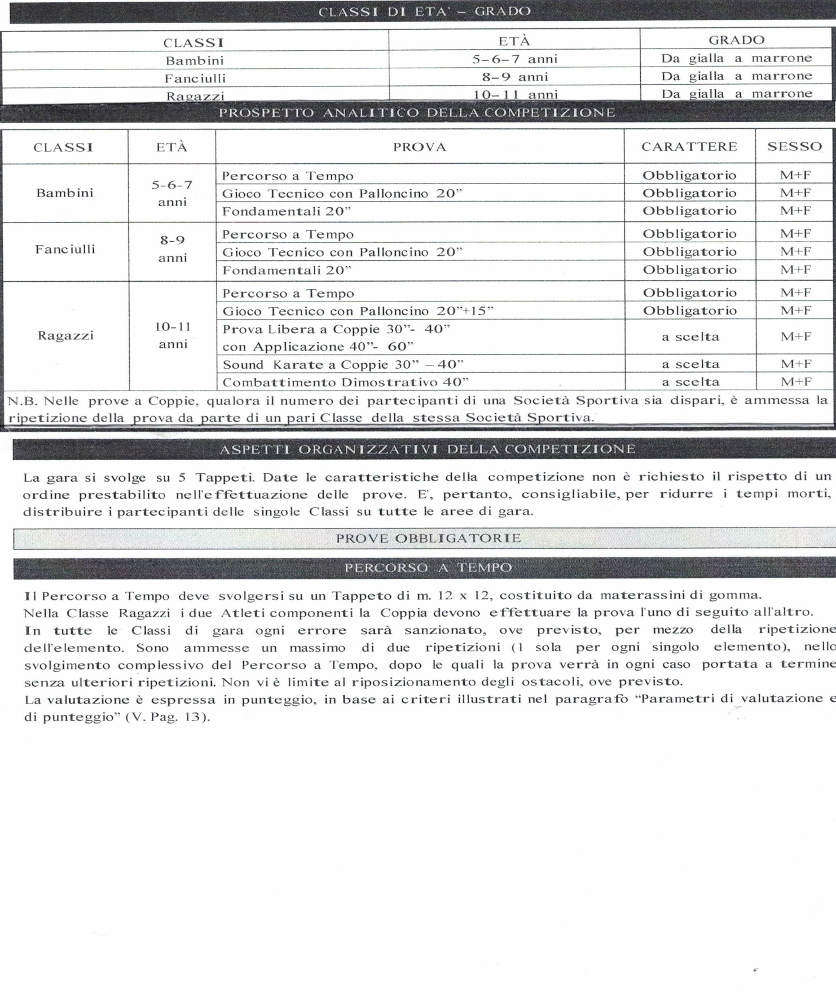 CLASSI DI ETA' – GRADO
CLASSI ETÀ GRADO
Bambini 5–6–7 anni Da gialla a marrone
Fanciulli 8–9 anni Da gialla a marrone
Ragazzi 10–11 anni Da gialla a marrone
PROSPETTO ANALITICO DELLA COMPETIZIONE
CLASSI ETÀ PROVA CARATTERE SESSO
Bambini 5-6-7 anni
Percorso a Tempo Obbligatorio M+F
Gioco Tecnico con Palloncino 20” Obbligatorio M+F
Fondamentali 20” Obbligatorio M+F
Fanciulli 8-9 anni
Percorso a Tempo Obbligatorio M+F
Gioco Tecnico con Palloncino 20” Obbligatorio M+F
Fondamentali 20” Obbligatorio M+F
Ragazzi 10-11 anni
Percorso a Tempo Obbligatorio M+F
Gioco Tecnico con Palloncino 20”+15” Obbligatorio M+F
Prova Libera a Coppie 30”- 40”
con Applicazione 40”- 60” a scelta M+F
Sound Karate a Coppie 30” – 40” a scelta M+F
Combattimento Dimostrativo 40” a scelta M+F
N.B. Nelle prove a Coppie, qualora il numero dei partecipanti di una Società Sportiva sia dispari, è ammessa la
ripetizione della prova da parte di un pari Classe della stessa Società Sportiva.
ASPETTI ORGANIZZATIVI DELLA COMPETIZIONE
La gara si svolge su 5 Tappeti. Date le caratteristiche della competizione non è richiesto il rispetto di un
ordine prestabilito nell'effettuazione delle prove. E', pertanto, consigliabile, per ridurre i tempi morti,
distribuire i partecipanti delle singole Classi su tutte le aree di gara.
PROVE OBBLIGATORIE
PERCORSO A TEMPO
Il Percorso a Tempo deve svolgersi su un Tappeto di m. 12 x 12, costituito da materassini di gomma.
Nella Classe Ragazzi i due Atleti componenti la Coppia devono effettuare la prova l'uno di seguito all'altro.
In tutte le Classi di gara ogni errore sarà sanzionato, ove previsto, per mezzo della ripetizione
dell'elemento. Sono ammesse un massimo di due ripetizioni (1 sola per ogni singolo elemento), nello
svolgimento complessivo del Percorso a Tempo, dopo le quali la prova verrà in ogni caso portata a termine
senza ulteriori ripetizioni. Non vi è limite al riposizionamento degli ostacoli, ove previsto.
La valutazione è espressa in punteggio, in base ai criteri illustrati nel paragrafo “Parametri di valutazione e
di punteggio” (V. Pag. 13).